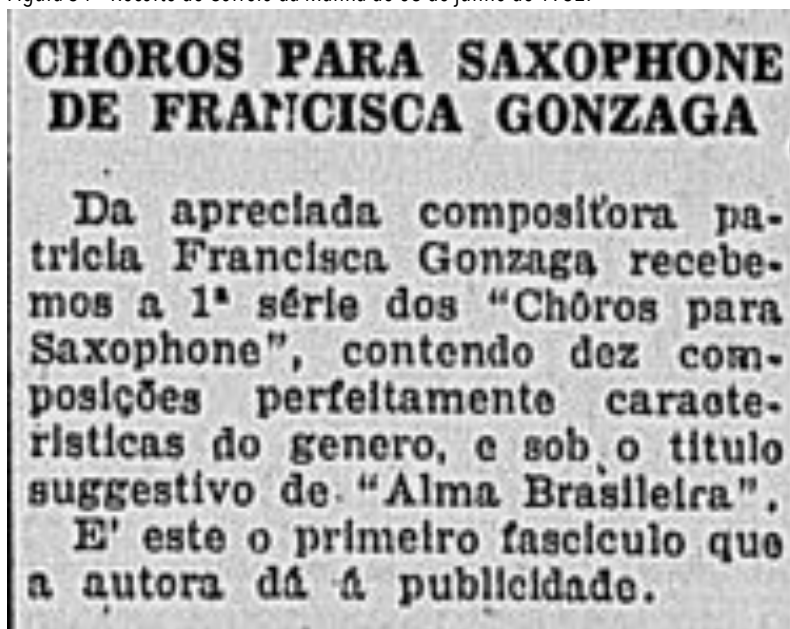 CHÔROS PARA SAXOPHONE
DE FRANCISCA GONZAGA
Da apreciada compositora pa-
tricia Francisca Gonzaga recebe-
mos a 1ª série dos “Chôros para
Saxophone”, contendo dez com-
posições perfeitamente caracte-
risticas do genero, e sob o titulo
suggestivo de “Alma Brasileira”.
E' este o primeiro fasciculo que
a autora dá á publicidade.